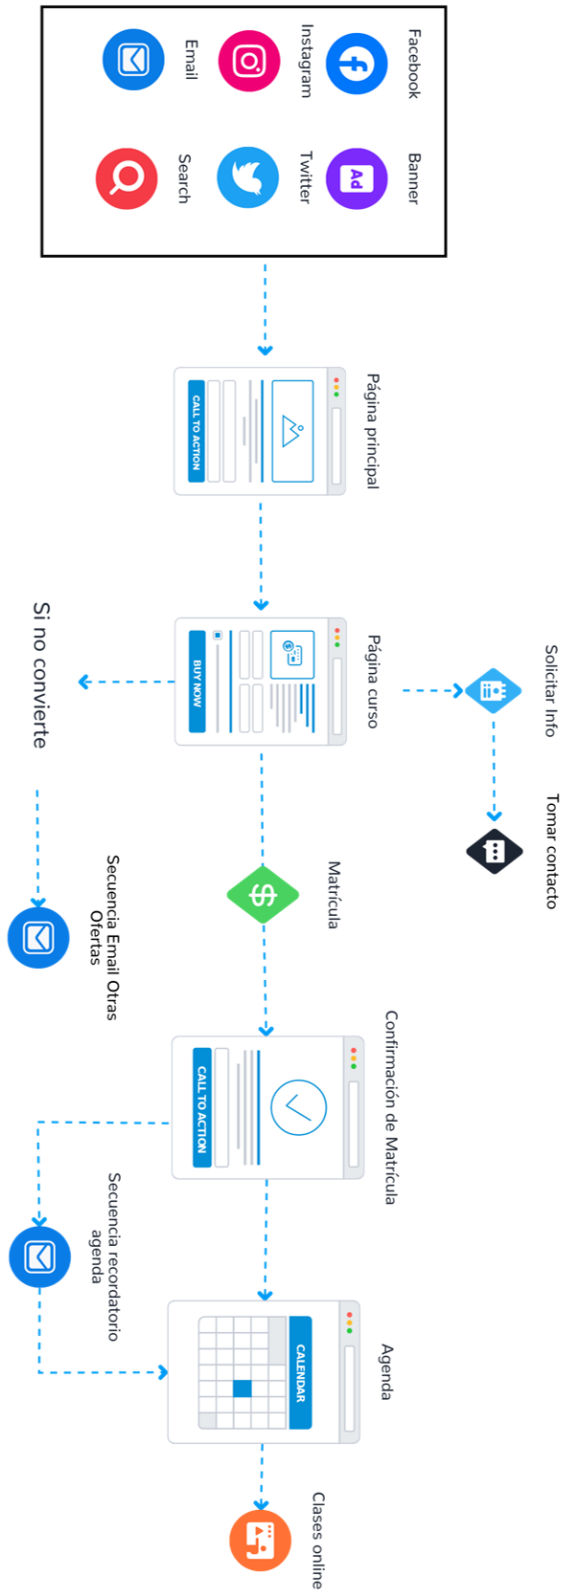 Facebook
Banner
Instagram
Twitter
Email
Search
Ad
Página principal
CALL TO ACTION
Página curso
BUY NOW
Solicitar Info
Tomar contacto
Si no convierte
Secuencia Email Otras
Ofertas
Matrícula
$
Confirmación de Matrícula
CALL TO ACTION
Secuencia recordatorio
agenda
Agenda
CALENDAR
Clases online